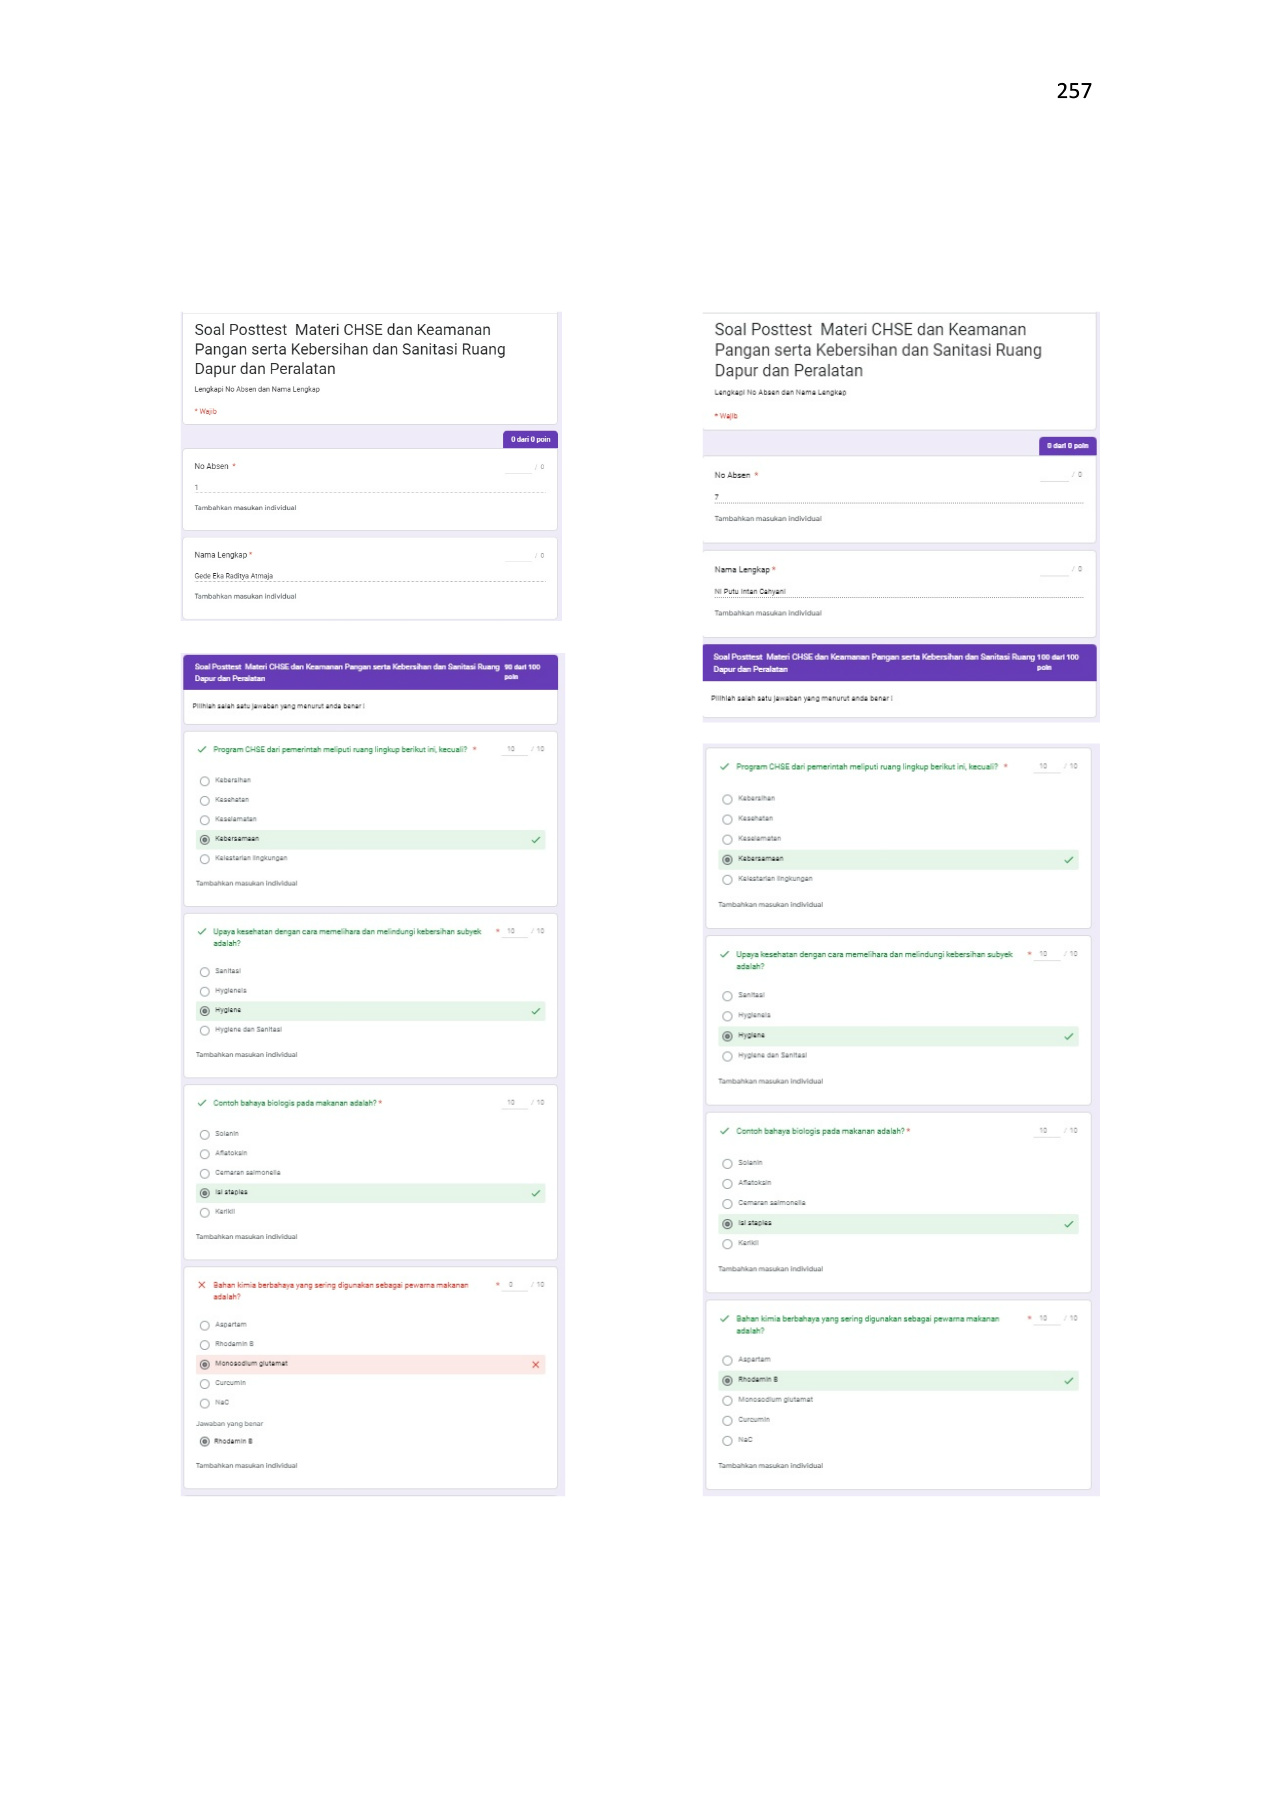 257
Soal Posttest Materi CHSE dan Keamanan
Pangan serta Kebersihan dan Sanitasi Ruang
Dapur dan Peralatan
Lengkapi No Absen dan Nama Lengkap
* Wajib
0 dari 0 poin
No Absen *
/ 0
1
Tambahkan masukan individual
Nama Lengkap *
/ 0
Gede Eka Raditya Atmaja
Tambahkan masukan individual
Soal Posttest Materi CHSE dan Keamanan Pangan serta Kebersihan dan Sanitasi Ruang 90 dari 100
Dapur dan Peralatan poin
Pilihlah salah satu jawaban yang menurut anda benar !
Program CHSE dari pemerintah meliputi ruang lingkup berikut ini, kecuali? * 10 / 10
Kebersihan
Kesehatan
Keselamatan
Kebersamaan
Kelestarian lingkungan
Tambahkan masukan individual
Upaya kesehatan dengan cara memelihara dan melindungi kebersihan subyek * 10 / 10
adalah?
Sanitasi
Hygieneis
Hygiene
Hygiene dan Sanitasi
Tambahkan masukan individual
Contoh bahaya biologis pada makanan adalah? * 10 / 10
Solanin
Aflatoksin
Cemaran salmonella
Isi staples
Kerikil
Tambahkan masukan individual
Bahan kimia berbahaya yang sering digunakan sebagai pewarna makanan * 0 / 10
adalah?
Aspartam
Rhodamin B
Monosodium glutamat
Curcumin
NaC
Jawaban yang benar
Rhodamin B
Tambahkan masukan individual
Soal Posttest Materi CHSE dan Keamanan
Pangan serta Kebersihan dan Sanitasi Ruang
Dapur dan Peralatan
Lengkapi No Absen dan Nama Lengkap
* Wajib
0 dari 0 poin
No Absen *
/ 0
7
Tambahkan masukan individual
Nama Lengkap *
/ 0
Ni Putu Intan Cahyani
Tambahkan masukan individual
Soal Posttest Materi CHSE dan Keamanan Pangan serta Kebersihan dan Sanitasi Ruang 100 dari 100
Dapur dan Peralatan poin
Pilihlah salah satu jawaban yang menurut anda benar !
Program CHSE dari pemerintah meliputi ruang lingkup berikut ini, kecuali? * 10 / 10
Kebersihan
Kesehatan
Keselamatan
Kebersamaan
Kelestarian lingkungan
Tambahkan masukan individual
Upaya kesehatan dengan cara memelihara dan melindungi kebersihan subyek * 10 / 10
adalah?
Sanitasi
Hygieneis
Hygiene
Hygiene dan Sanitasi
Tambahkan masukan individual
Contoh bahaya biologis pada makanan adalah? * 10 / 10
Solanin
Aflatoksin
Cemaran salmonella
Isi staples
Kerikil
Tambahkan masukan individual
Bahan kimia berbahaya yang sering digunakan sebagai pewarna makanan * 10 / 10
adalah?
Aspartam
Rhodamin B
Monosodium glutamat
Curcumin
NaC
Tambahkan masukan individual